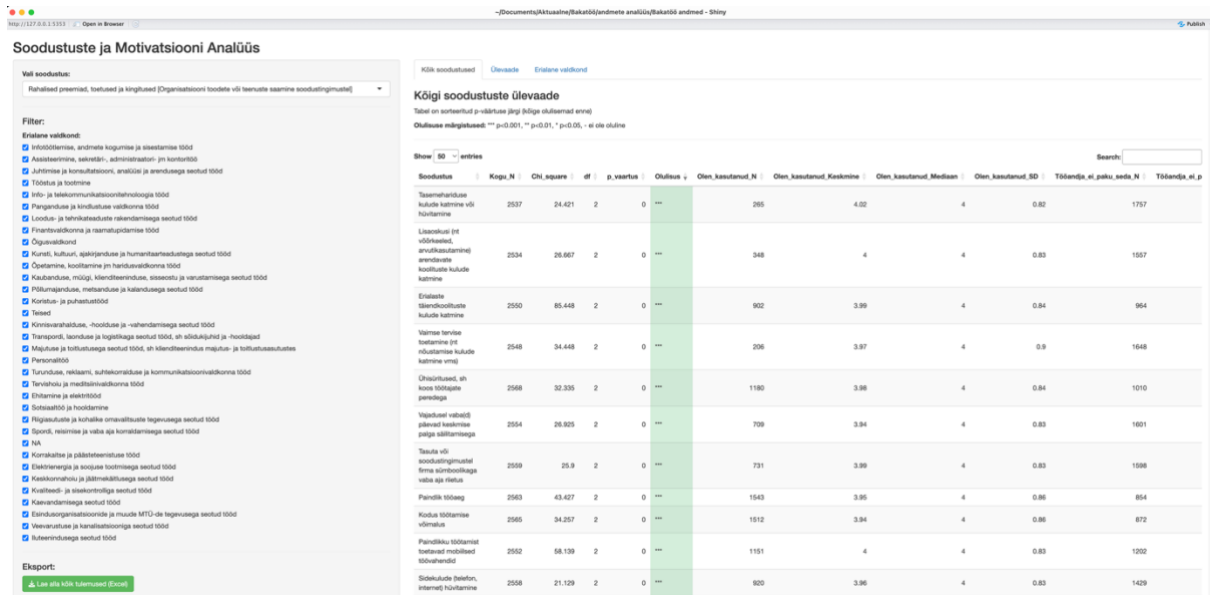 ~/Documents/Aktuaalne/Bakatöö/andmete analüüs/Bakatöö andmed - Shiny
http://127.0.0.1:5353 Open in Browser Publish
Soodustuste ja Motivatsiooni Analüüs
Vali soodustus:
Rahalised preemiad, toetused ja kingitused [Organisatsiooni toodete või teenuste saamine soodustingimustel]
Filter:
Erialane valdkond:
Infotöötlemise, andmete kogumise ja sisestamise tööd
Assisteerimine, sekretäri-, administraatori- jm kontoritöö
Juhtimise ja konsultatsiooni, analüüsi ja arendusega seotud tööd
Tööstus ja tootmine
Info- ja telekommunikatsioonitehnoloogia tööd
Panganduse ja kindlustuse valdkonna tööd
Loodus- ja tehnikateaduste rakendamisega seotud tööd
Finantsvaldkonna ja raamatupidamise tööd
Õigusvaldkond
Kunsti, kultuuri, ajakirjanduse ja humanitaarteadustega seotud tööd
Õpetamine, koolitamine jm haridusvaldkonna tööd
Kaubanduse, müügi, klienditeeninduse, sisseostu ja varustamisega seotud tööd
Põllumajanduse, metsanduse ja kalandusega seotud tööd
Koristus- ja puhastustööd
Teised
Kinnisvarahalduse, -hoolduse ja -vahendamisega seotud tööd
Transpordi, laonduse ja logistikaga seotud tööd, sh sõidukijuhid ja -hooldajad
Majutuse ja toitlustusega seotud tööd, sh klienditeenindus majutus- ja toitlustusasutustes
Personalitöö
Turunduse, reklaami, suhtekorralduse ja kommunikatsioonivaldkonna tööd
Tervishoiu ja meditsiinivaldkonna tööd
Ehitamine ja elektritööd
Sotsiaaltöö ja hooldamine
Riigiasutuste ja kohalike omavalitsuste tegevusega seotud tööd
Spordi, reisimise ja vaba aja korraldamisega seotud tööd
NA
Korrakaitse ja päästeteenistuse tööd
Elektrienergia ja soojuse tootmisega seotud tööd
Keskkonnahoiu ja jäätmekäitlusega seotud tööd
Kvaliteedi- ja sisekontrolliga seotud tööd
Kaevandamisega seotud tööd
Esindusorganisatsioonide ja muude MTÜ-de tegevusega seotud tööd
Veevarustuse ja kanalisatsiooniga seotud tööd
Iluteenindusega seotud tööd
Eksport:
Lae alla kõik tulemused (Excel)
Kõik soodustused Ülevaade Erialane valdkond
Kõigi soodustuste ülevaade
Tabel on sorteeritud p-väärtuse järgi (kõige olulisemad enne)
Olulisuse märgistused: *** p<0.001, ** p<0.01, * p<0.05, - ei ole oluline
Show 50 entries Search:
Soodustus Kogu_N Chi_square df p_vaartus Olulisus Olen_kasutanud_N Olen_kasutanud_Keskmine Olen_kasutanud_Mediaan Olen_kasutanud_SD Tööandja_ei_paku_seda_N Tööandja_ei_p
Tasemehariduse
kulude katmine või
hüvitamine
2537 24.421 2 0 *** 265 4.02 4 0.82 1757
Lisaoskusi (nt
võõrkeeled,
arvutikasutamine)
arendavate
koolituste kulude
katmine
2534 26.667 2 0 *** 348 4 4 0.83 1557
Erialaste
täiendkoolituste
kulude katmine
2550 85.448 2 0 *** 902 3.99 4 0.84 964
Vaimse tervise
toetamine (nt
nõustamise kulude
katmine vms)
2548 34.448 2 0 *** 206 3.97 4 0.9 1648
Ühisüritused, sh
koos töötajate
peredega
2568 32.335 2 0 *** 1180 3.98 4 0.84 1010
Vajadusel vaba(d)
päevad keskmise
palga säilitamisega
2554 26.925 2 0 *** 709 3.94 4 0.83 1601
Tasuta või
soodustingimustel
firma sümboolikaga
vaba aja riietus
2559 25.9 2 0 *** 731 3.99 4 0.83 1598
Paindlik tööaeg 2563 43.427 2 0 *** 1543 3.95 4 0.86 854
Kodus töötamise
võimalus
2565 34.257 2 0 *** 1512 3.94 4 0.86 872
Paindlikku töötamist
toetavad mobiilsed
töövahendid
2552 58.139 2 0 *** 1151 4 4 0.83 1202
Sidekulude (telefon,
internet) hüvitamine
2558 21.129 2 0 *** 920 3.96 4 0.83 1429